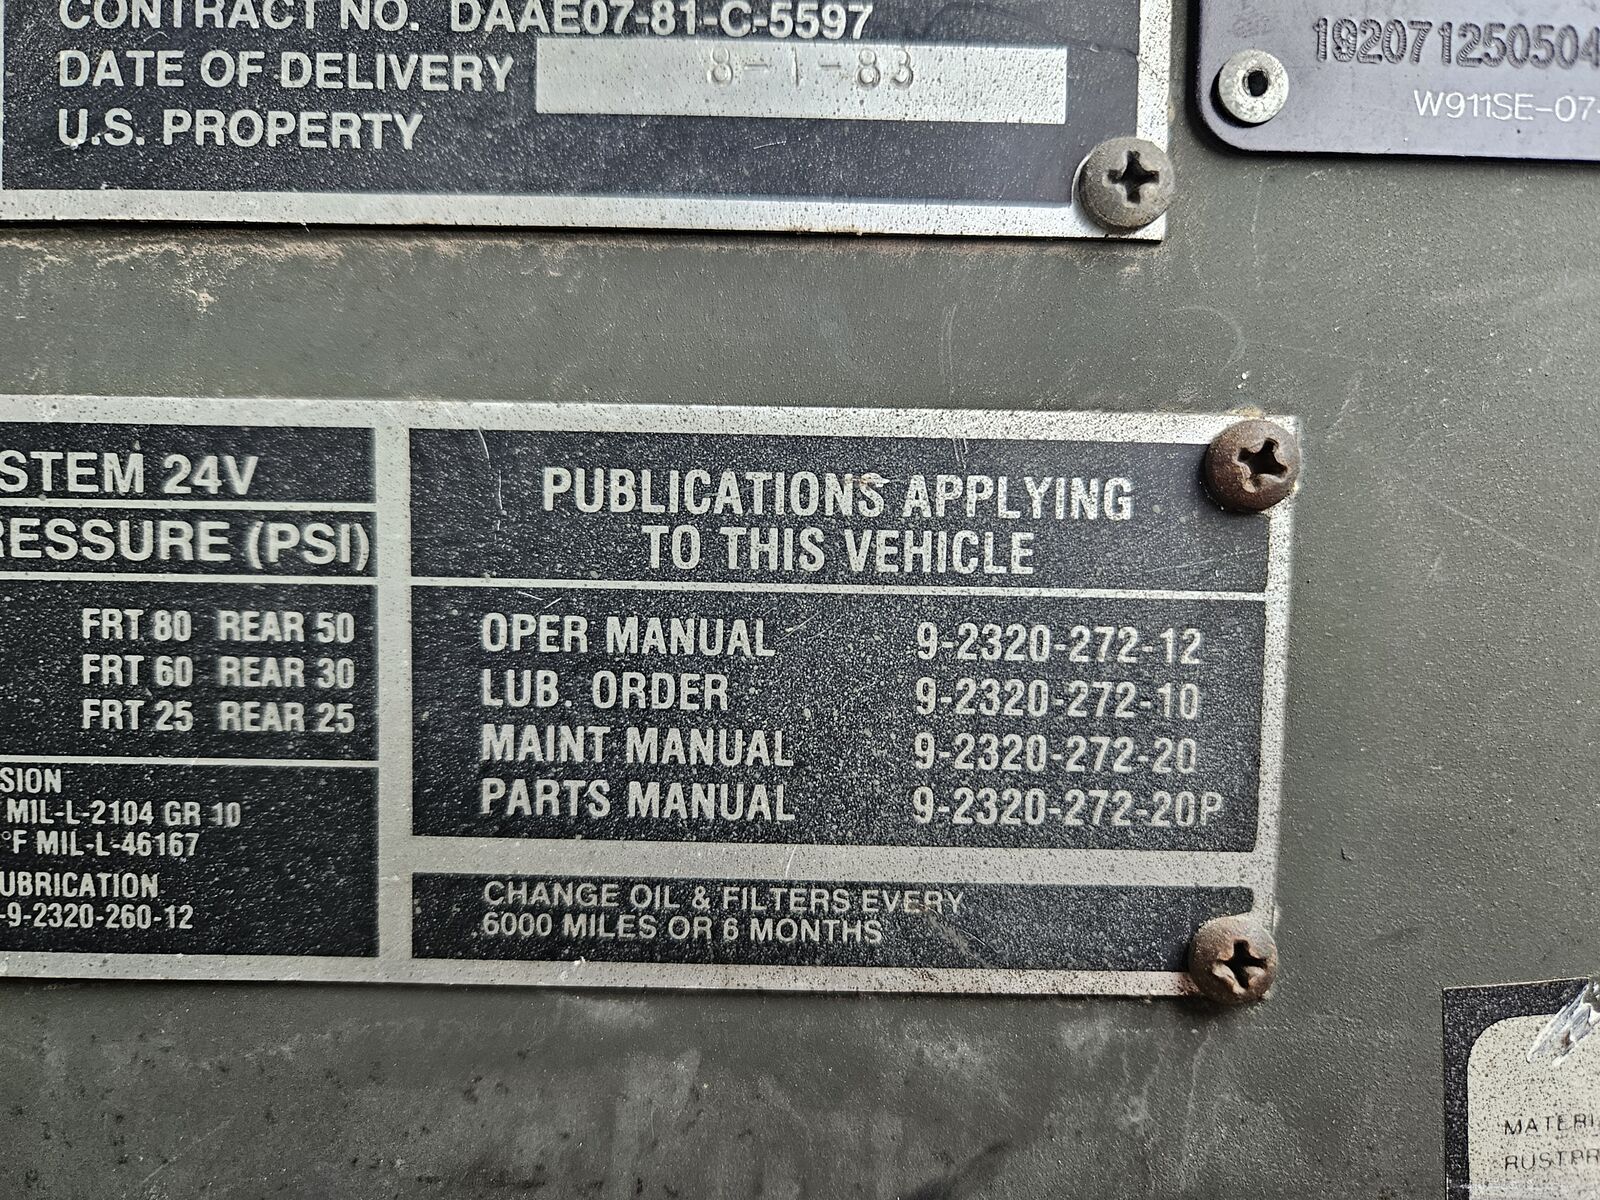 CONTRACT NO. DAAE07-81-C-5597
DATE OF DELIVERY 8-1-83
U.S. PROPERTY
192071250504
W911SE-07-
STEM 24V
RESSURE (PSI)
FRT 80 REAR 50
FRT 60 REAR 30
FRT 25 REAR 25
SION
MIL-L-2104 GR 10
°F MIL-L-46167
UBRICATION
-9-2320-260-12
PUBLICATIONS APPLYING
TO THIS VEHICLE
OPER MANUAL 9-2320-272-12
LUB. ORDER 9-2320-272-10
MAINT MANUAL 9-2320-272-20
PARTS MANUAL 9-2320-272-20P
CHANGE OIL & FILTERS EVERY
6000 MILES OR 6 MONTHS
MATERI
RUSTPR